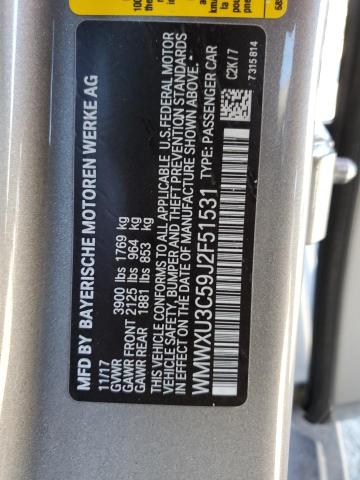 MFD BY BAYERISCHE MOTOREN WERKE AG
11/17
GVWR 3900 lbs 1769 kg
GAWR FRONT 2125 lbs 964 kg
GAWR REAR 1881 lbs 853 kg
THIS VEHICLE CONFORMS TO ALL APPLICABLE U.S.FEDERAL MOTOR
VEHICLE SAFETY, BUMPER AND THEFT PREVENTION STANDARDS
IN EFFECT ON THE DATE OF MANUFACTURE SHOWN ABOVE.
WMWXU3C59J2F51531 TYPE: PASSENGER CAR
C2K/7
7315814